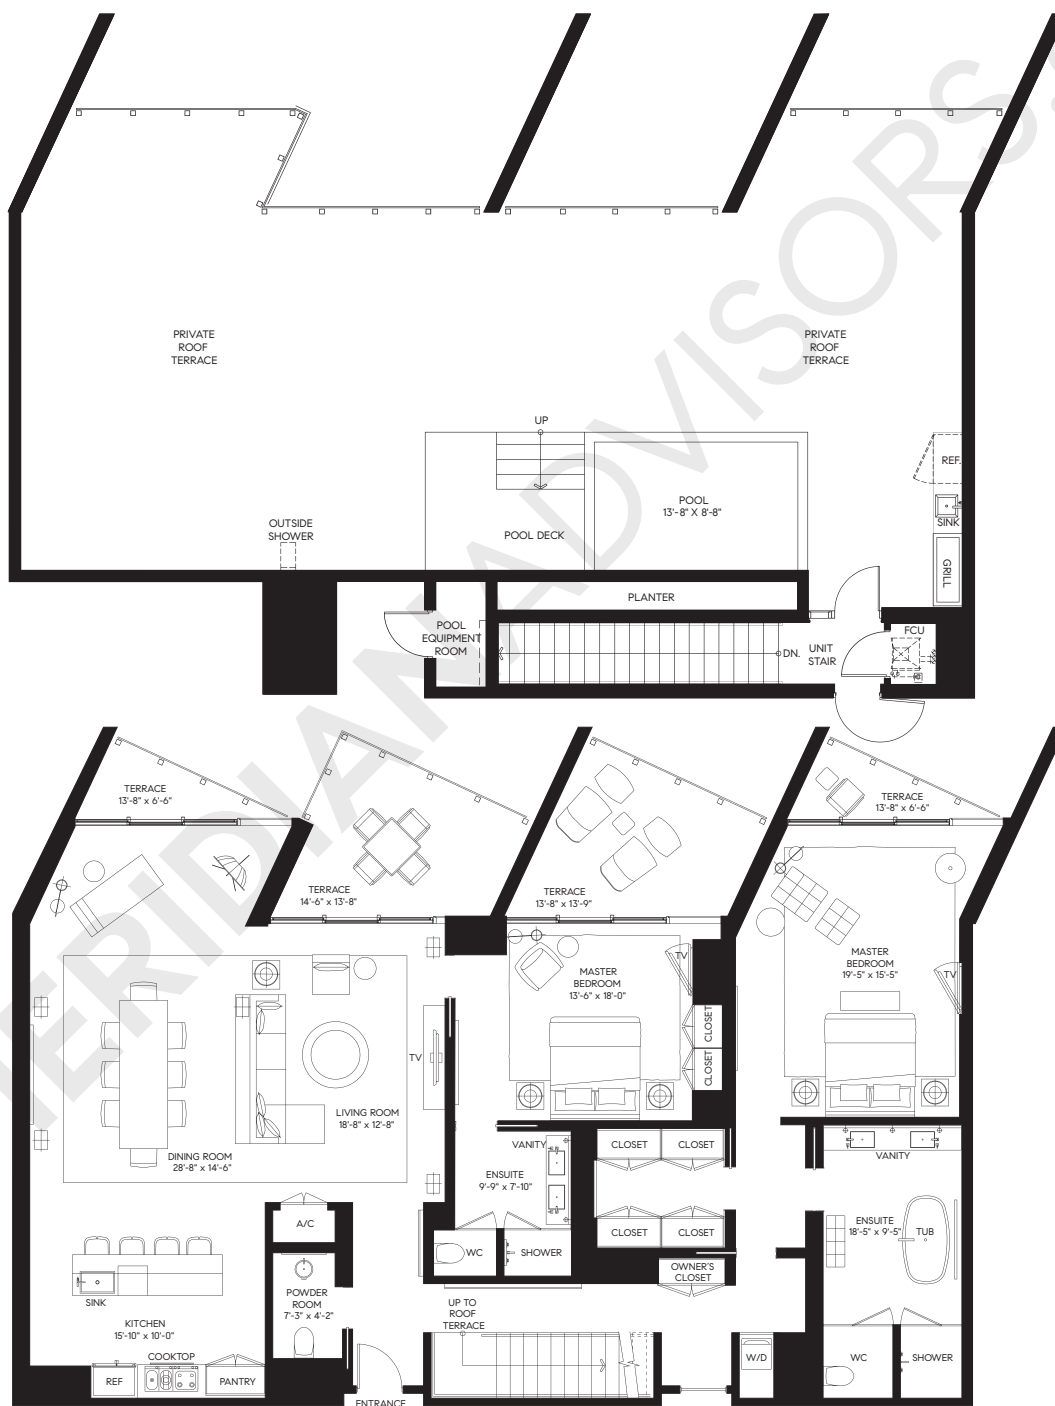 MERIDIANADVISORS.
PRIVATE
ROOF
TERRACE
PRIVATE
ROOF
TERRACE
UP
REF.
POOL
13'-8" X 8'-8"
SINK
OUTSIDE
SHOWER
POOL DECK
GRILL
PLANTER
POOL
EQUIPMENT
ROOM
FCU
DN.
UNIT
STAIR
TERRACE
13'-8" x 6'-6"
TERRACE
13'-8" x 6'-6"
TERRACE
14'-6" x 13'-8"
TERRACE
13'-8" x 13'-9"
TV
MASTER
BEDROOM
13'-6" x 18'-0"
MASTER
BEDROOM
19'-5" x 15'-5"
TV
CLOSET
CLOSET
TV
LIVING ROOM
18'-8" x 12'-8"
DINING ROOM
28'-8" x 14'-6"
VANITY
CLOSET
CLOSET
VANITY
ENSUITE
9'-9" x 7'-10"
A/C
CLOSET
CLOSET
ENSUITE
18'-5" x 9'-5"
TUB
WC
SHOWER
OWNER'S
CLOSET
POWDER
ROOM
7'-3" x 4'-2"
SINK
UP TO
ROOF
TERRACE
KITCHEN
15'-10" x 10'-0"
COOKTOP
REF
PANTRY
W/D
WC
SHOWER
ENTRANCE